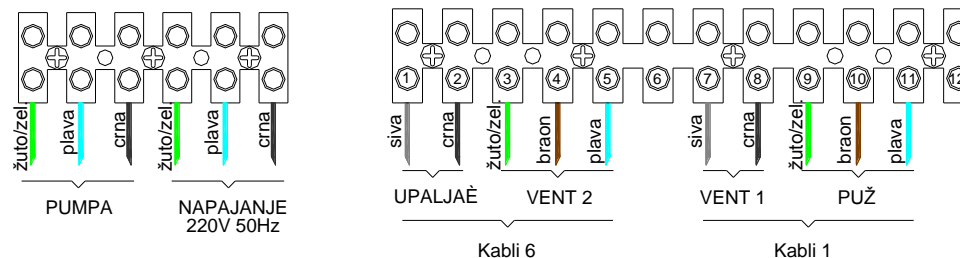 1 2 3 4 5 6 7 8 9 10 11 12
žuto/zel. plava crna žuto/zel. plava crna
siva crna žuto/zel. braon plava siva crna žuto/zel. braon plava
PUMPA
NAPAJANJE
220V 50Hz
UPALJAÈ
VENT 2
VENT 1
PUŽ
Kabli 6
Kabli 1